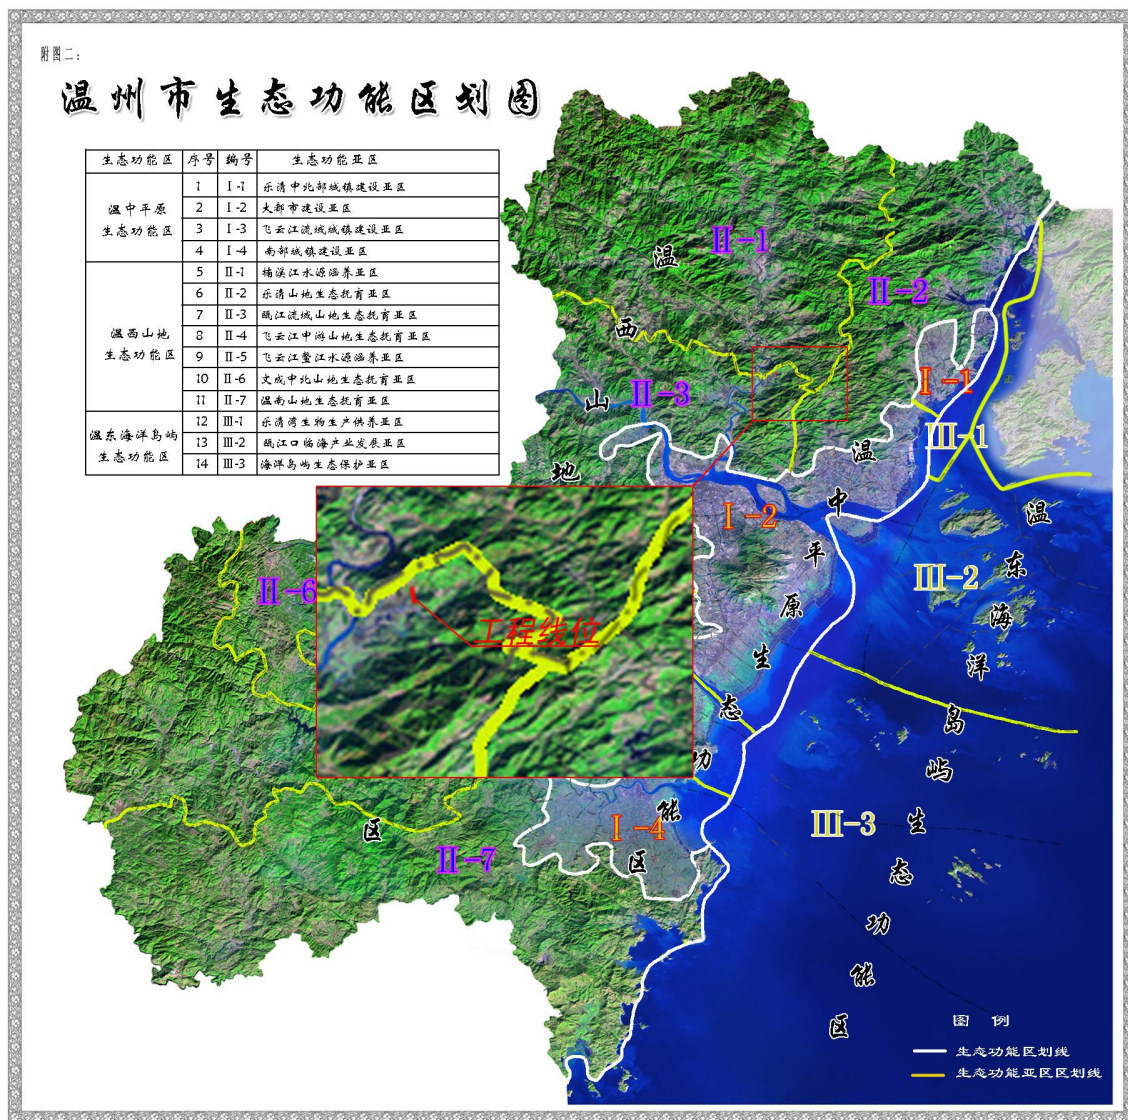 附图二：
温州市生态功能区划图
生态功能区 序号 编号 生态功能亚区
温中平原
生态功能区
1 Ⅰ-1 乐清中北部城镇建设亚区
2 Ⅰ-2 大都市建设亚区
3 Ⅰ-3 飞云江流域城镇建设亚区
4 Ⅰ-4 南部城镇建设亚区
温西山地
生态功能区
5 Ⅱ-1 楠溪江水源涵养亚区
6 Ⅱ-2 乐清山地生态抚育亚区
7 Ⅱ-3 瓯江流域山地生态抚育亚区
8 Ⅱ-4 飞云江中游山地生态抚育亚区
9 Ⅱ-5 飞云江鳌江水源涵养亚区
10 Ⅱ-6 文成中北山地生态抚育亚区
11 Ⅱ-7 温南山地生态抚育亚区
温东海洋岛屿
生态功能区
12 Ⅲ-1 乐清湾生物生产供养亚区
13 Ⅲ-2 瓯江口临海产业发展亚区
14 Ⅲ-3 海洋岛屿生态保护亚区
Ⅱ-1
Ⅱ-2
Ⅱ-3
Ⅰ-1
Ⅲ-1
Ⅰ-2
Ⅲ-2
Ⅱ-6
工程线位
Ⅲ-3
Ⅰ-4
Ⅱ-7
温西山地
区
温中平原生态功能区
温东海洋岛屿生态功能区
图 例
生态功能区划线
生态功能亚区区划线